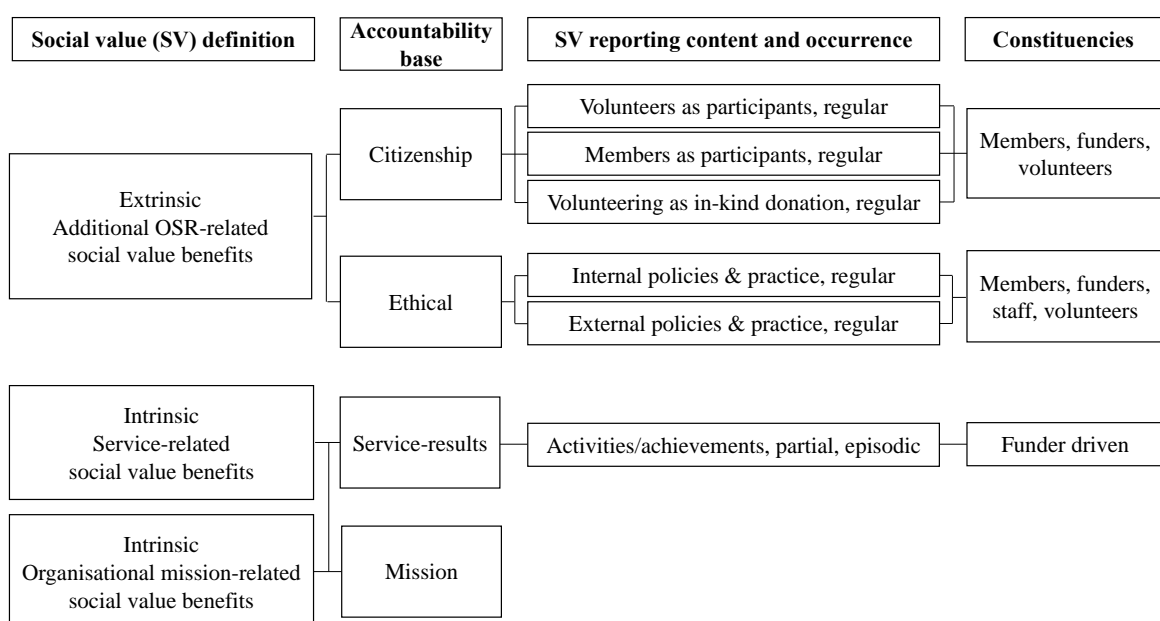 Social value (SV) definition
Accountability
base
SV reporting content and occurrence
Constituencies
Extrinsic
Additional OSR-related
social value benefits
Citizenship
Volunteers as participants, regular
Members as participants, regular
Volunteering as in-kind donation, regular
Members, funders,
volunteers
Ethical
Internal policies & practice, regular
External policies & practice, regular
Members, funders,
staff, volunteers
Intrinsic
Service-related
social value benefits
Service-results
Activities/achievements, partial, episodic
Funder driven
Intrinsic
Organisational mission-related
social value benefits
Mission